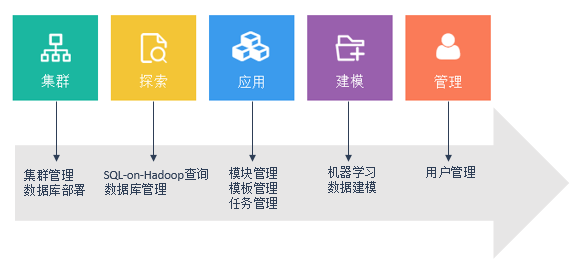 集群
探索
应用
建模
管理
集群管理
数据库部署
SQL-on-Hadoop查询
数据库管理
模块管理
模板管理
任务管理
机器学习
数据建模
用户管理